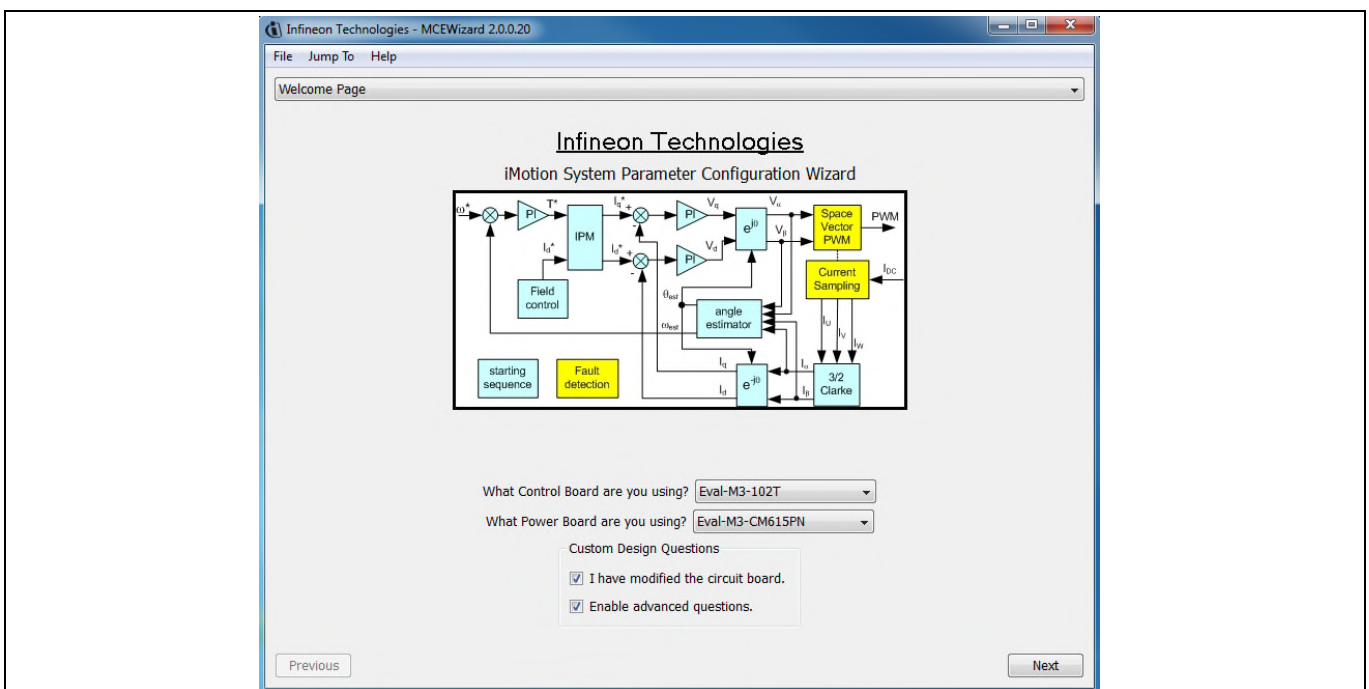 Infineon Technologies - MCEWizard 2.0.0.20
File Jump To Help
Welcome Page
Infineon Technologies
iMotion System Parameter Configuration Wizard
ω* PI T* IPM Iq* + - PI Vq e^jθ Vα Space Vector PWM PWM
Id* Id* + - PI Vd Vβ
Field control
Current Sampling IDC
θest
ωest
angle estimator
IU IV IW
starting sequence
Fault detection
Iq Id e^-jθ Iα Iβ 3/2 Clarke
What Control Board are you using? Eval-M3-102T
What Power Board are you using? Eval-M3-CM615PN
Custom Design Questions
I have modified the circuit board.
Enable advanced questions.
Previous Next